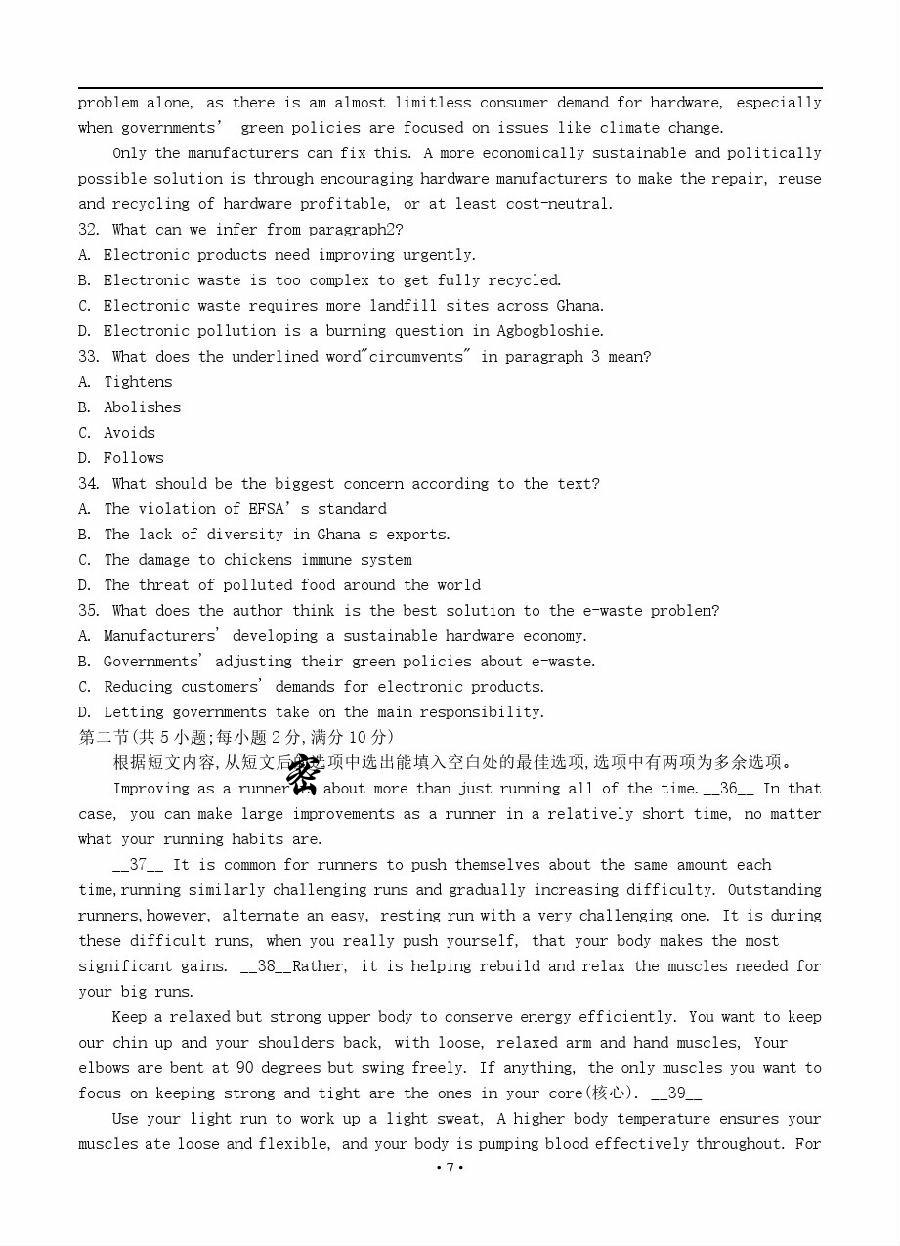 problem alone, as there is am almost limitless consumer demand for hardware, especially
when governments' green policies are focused on issues like climate change.
Only the manufacturers can fix this. A more economically sustainable and politically
possible solution is through encouraging hardware manufacturers to make the repair, reuse
and recycling of hardware profitable, or at least cost-neutral.
32. What can we infer from paragraph2?
A. Electronic products need improving urgently.
B. Electronic waste is too complex to get fully recycled.
C. Electronic waste requires more landfill sites across Ghana.
D. Electronic pollution is a burning question in Agbogbloshie.
33. What does the underlined word"circumvents" in paragraph 3 mean?
A. Tightens
B. Abolishes
C. Avoids
D. Follows
34. What should be the biggest concern according to the text?
A. The violation of EFSA' s standard
B. The lack of diversity in Ghana s exports.
C. The damage to chickens immune system
D. The threat of polluted food around the world
35. What does the author think is the best solution to the e-waste problen?
A. Manufacturers' developing a sustainable hardware economy.
B. Governments' adjusting their green policies about e-waste.
C. Reducing customers' demands for electronic products.
D. Letting governments take on the main responsibility.
第二节(共5小题;每小题2分,满分10分)
根据短文内容,从短文后 密 选项中选出能填入空白处的最佳选项,选项中有两项为多余选项。
Improving as a runner about more than just running all of the time.__36__ In that
case, you can make large improvements as a runner in a relatively short time, no matter
what your running habits are.
__37__ It is common for runners to push themselves about the same amount each
time,running similarly challenging runs and gradually increasing difficulty. Outstanding
runners,however, alternate an easy, resting run with a very challenging one. It is during
these difficult runs, when you really push yourself, that your body makes the most
significant gains. __38__Rather, it is helping rebuild and relax the muscles needed for
your big runs.
Keep a relaxed but strong upper body to conserve energy efficiently. You want to keep
our chin up and your shoulders back, with loose, relaxed arm and hand muscles, Your
elbows are bent at 90 degrees but swing freely. If anything, the only muscles you want to
focus on keeping strong and tight are the ones in your core(核心). __39__
Use your light run to work up a light sweat, A higher body temperature ensures your
muscles ate loose and flexible, and your body is pumping blood effectively throughout. For
·7·